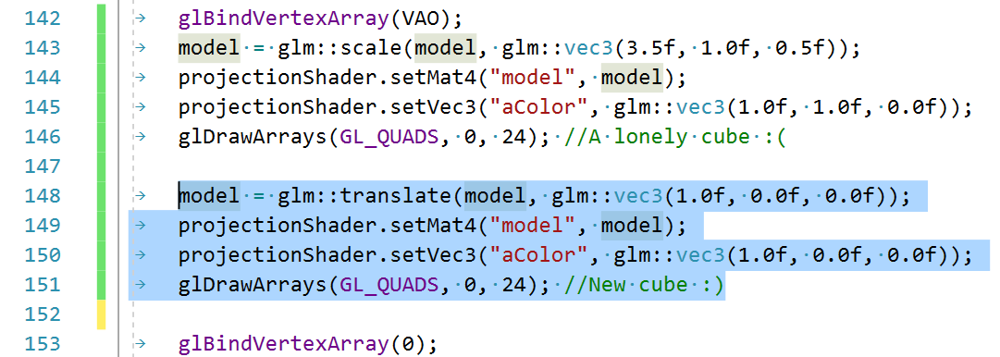 142 glBindVertexArray(VAO);
143 model = glm::scale(model, glm::vec3(3.5f, 1.0f, 0.5f));
144 projectionShader.setMat4("model", model);
145 projectionShader.setVec3("aColor", glm::vec3(1.0f, 1.0f, 0.0f));
146 glDrawArrays(GL_QUADS, 0, 24); //A lonely cube :(
147
148 model = glm::translate(model, glm::vec3(1.0f, 0.0f, 0.0f));
149 projectionShader.setMat4("model", model);
150 projectionShader.setVec3("aColor", glm::vec3(1.0f, 0.0f, 0.0f));
151 glDrawArrays(GL_QUADS, 0, 24); //New cube :)
152
153 glBindVertexArray(0);